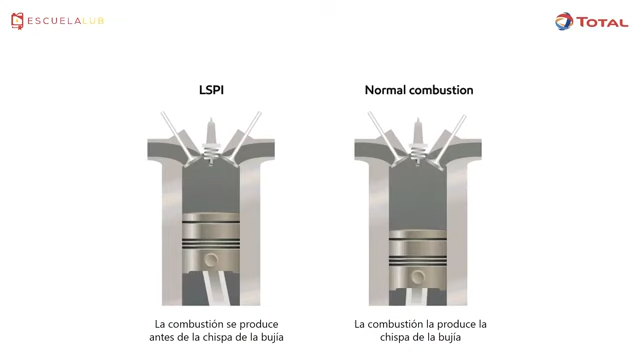 ESCUELALUB
TOTAL
LSPI
Normal combustion
La combustión se produce
antes de la chispa de la bujía
La combustión la produce la
chispa de la bujía